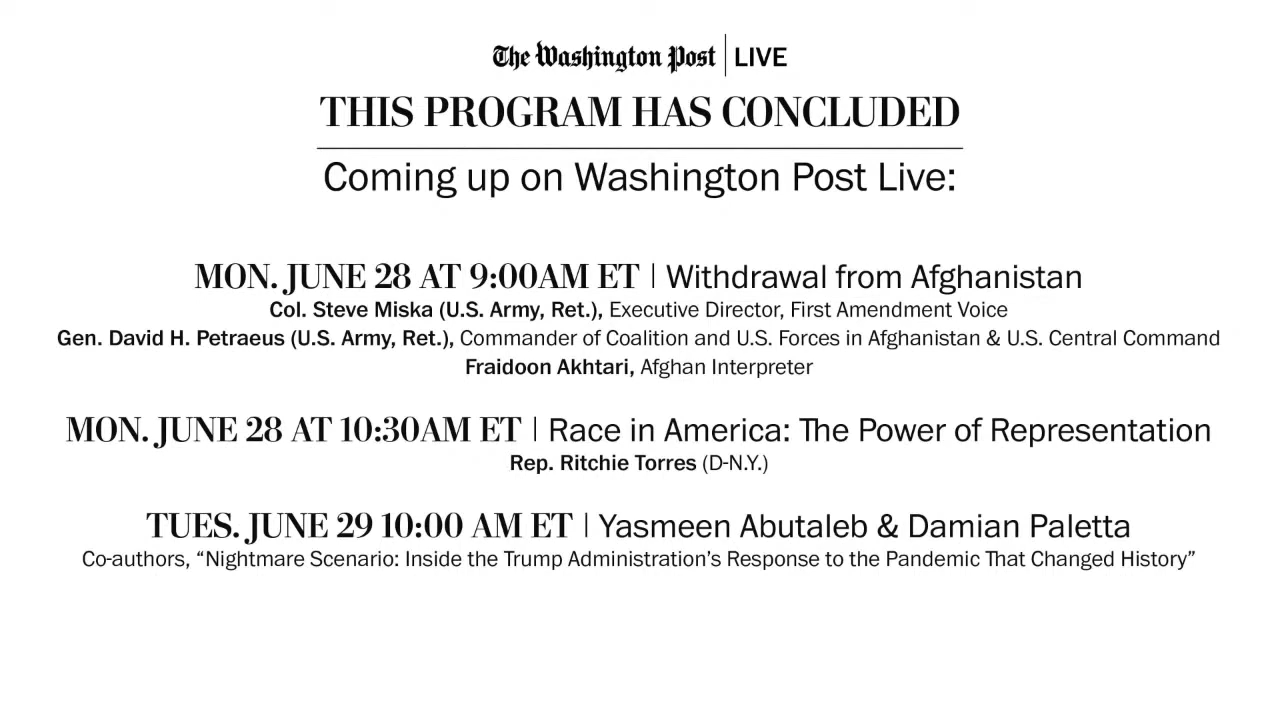 The Washington Post | LIVE
THIS PROGRAM HAS CONCLUDED
Coming up on Washington Post Live:
MON. JUNE 28 AT 9:00AM ET | Withdrawal from Afghanistan
Col. Steve Miska (U.S. Army, Ret.), Executive Director, First Amendment Voice
Gen. David H. Petraeus (U.S. Army, Ret.), Commander of Coalition and U.S. Forces in Afghanistan & U.S. Central Command
Fraidoon Akhtari, Afghan Interpreter
MON. JUNE 28 AT 10:30AM ET | Race in America: The Power of Representation
Rep. Ritchie Torres (D-N.Y.)
TUES. JUNE 29 10:00 AM ET | Yasmeen Abutaleb & Damian Paletta
Co-authors, “Nightmare Scenario: Inside the Trump Administration’s Response to the Pandemic That Changed History”